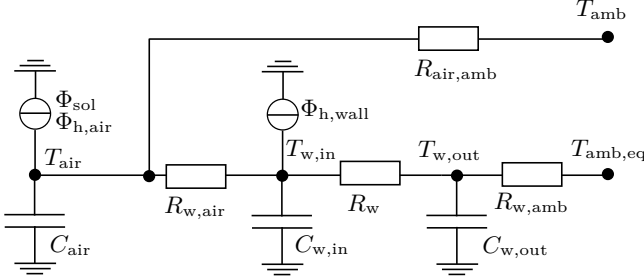 T_amb
R_air,amb
Φ_sol
Φ_h,air
Φ_h,wall
T_air
T_w,in
T_w,out
T_amb,eq
R_w,air
R_w
R_w,amb
C_air
C_w,in
C_w,out